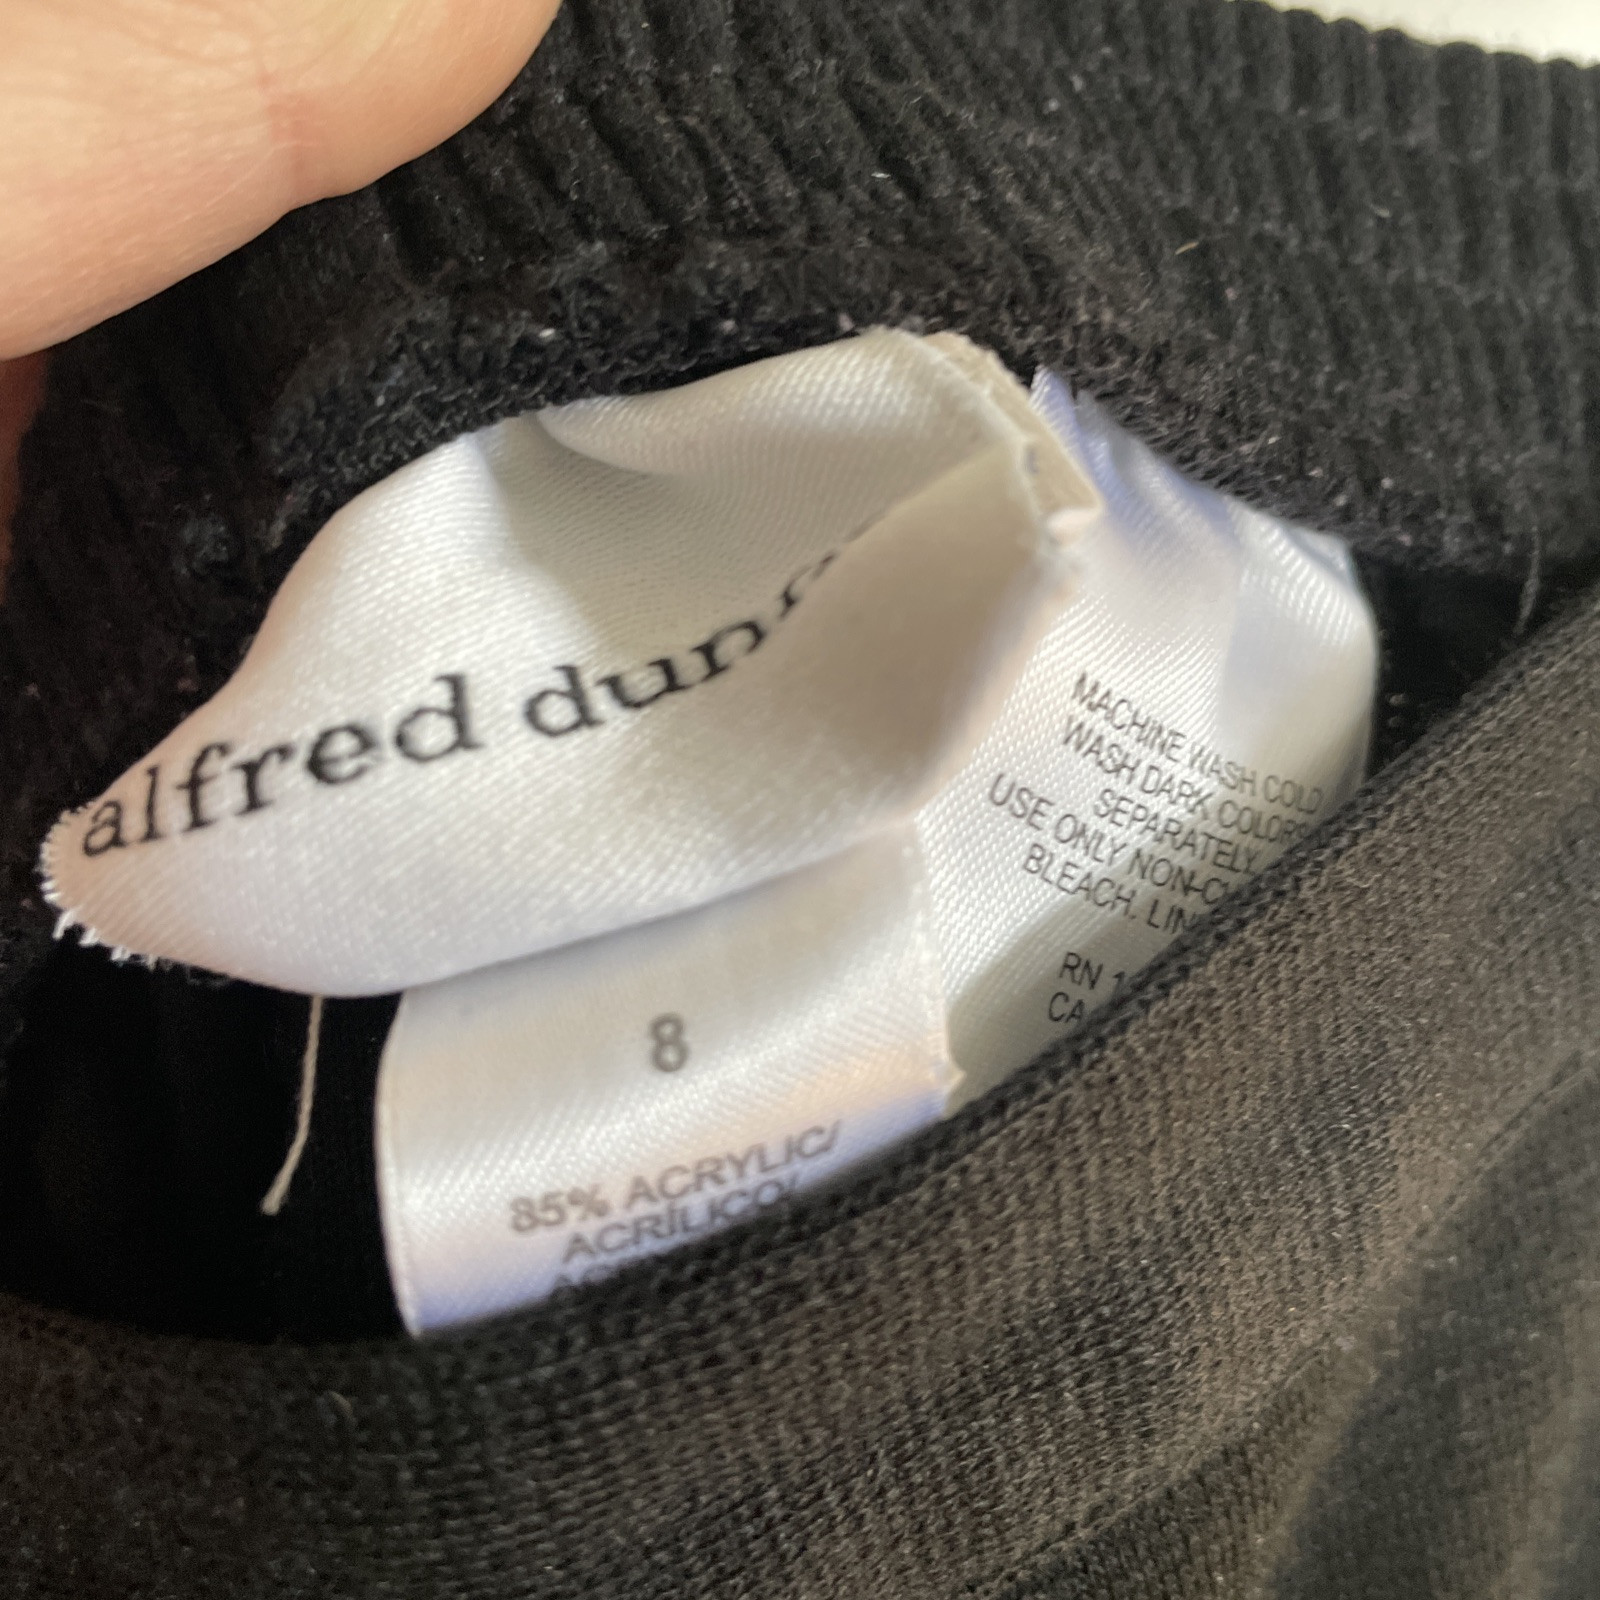 alfred dun
8
85% ACRYLIC/
ACRÍLICO/
MACHINE WASH COLD
WASH DARK COLORS
SEPARATELY
USE ONLY NON-C
BLEACH. LIN
RN 1
CA